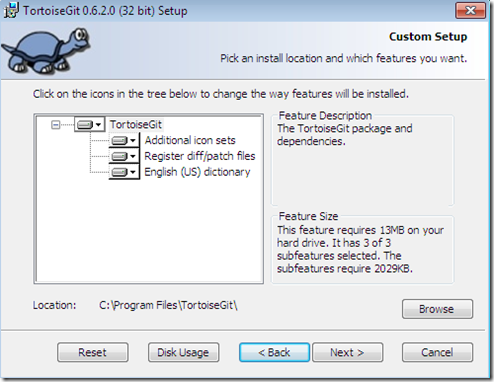 TortoiseGit 0.6.2.0 (32 bit) Setup
Custom Setup
Pick an install location and which features you want.
Click on the icons in the tree below to change the way features will be installed.
TortoiseGit
Additional icon sets
Register diff/patch files
English (US) dictionary
Feature Description
The TortoiseGit package and
dependencies.
Feature Size
This feature requires 13MB on your
hard drive. It has 3 of 3
subfeatures selected. The
subfeatures require 2029KB.
Location: C:\Program Files\TortoiseGit\
Browse
Reset Disk Usage < Back Next > Cancel